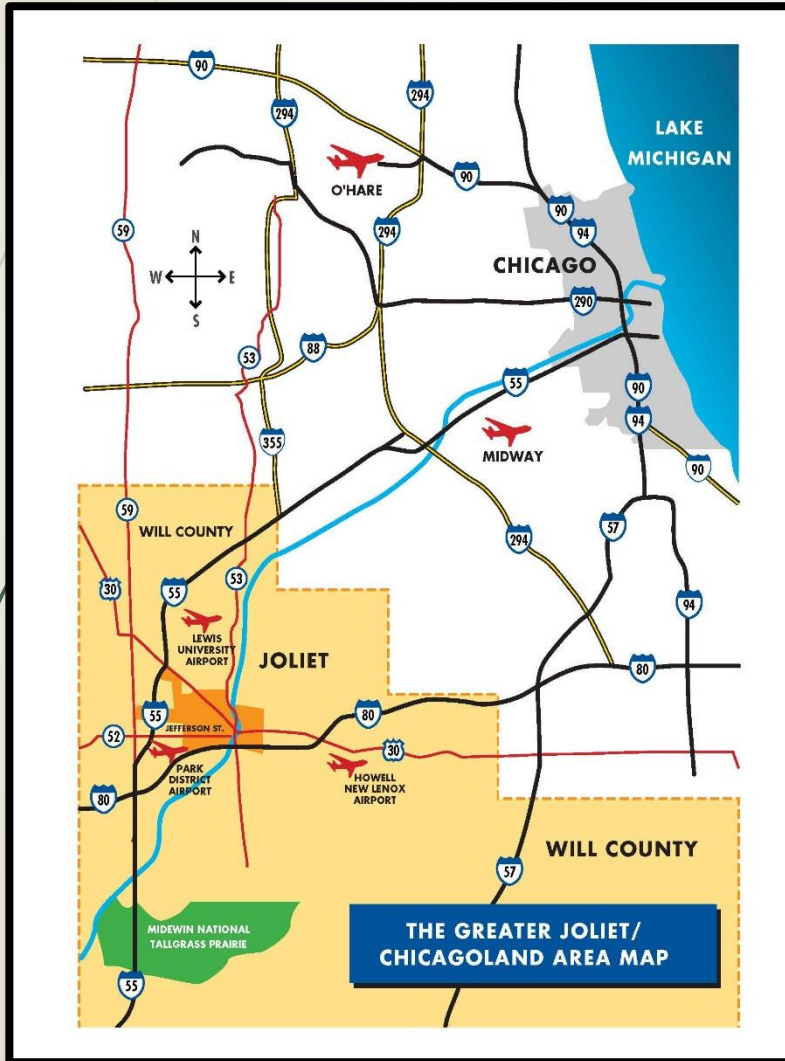 90
294
294
LAKE
MICHIGAN
O'HARE
90
90
94
59
294
N
W E
S
CHICAGO
290
53
88
55
90
94
355
MIDWAY
90
59
WILL COUNTY
57
294
53
30
55
94
LEWIS
UNIVERSITY
AIRPORT
JOLIET
80
80
55
JEFFERSON ST.
52
30
PARK
DISTRICT
AIRPORT
HOWELL
NEW LENOX
AIRPORT
80
WILL COUNTY
57
MIDEWIN NATIONAL
TALLGRASS PRAIRIE
THE GREATER JOLIET/
CHICAGOLAND AREA MAP
55